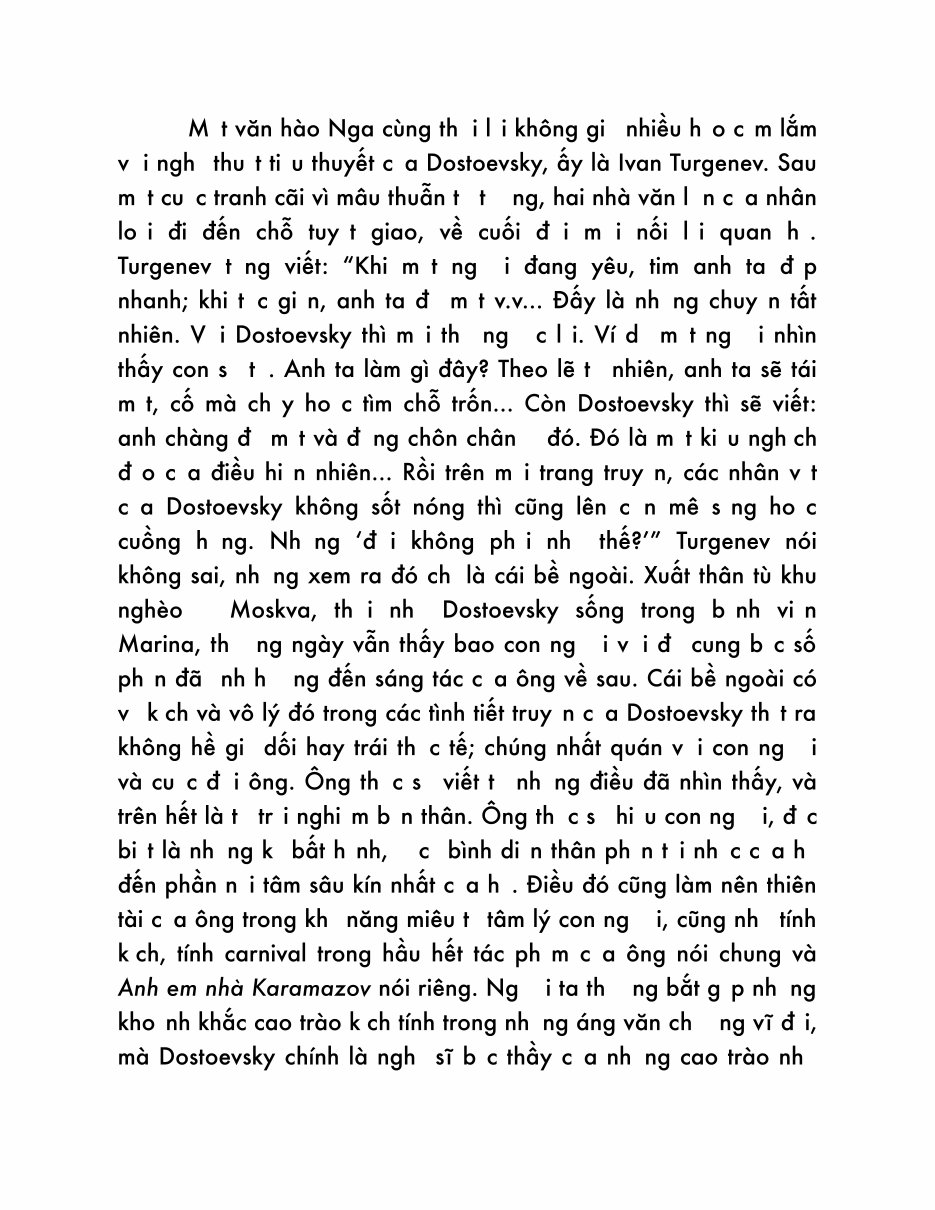 M t văn hào Nga cùng th i l i không gi nhiều h o c m lắm
v i ngh thu t ti u thuyết c a Dostoevsky, ấy là Ivan Turgenev. Sau
m t cu c tranh cãi vì mâu thuẫn t t ng, hai nhà văn l n c a nhân
lo i đi đến chỗ tuy t giao, về cuối đ i m i nối l i quan h .
Turgenev t ng viết: “Khi m t ng i đang yêu, tim anh ta đ p
nhanh; khi t c gi n, anh ta đ m t v.v... Đấy là nh ng chuy n tất
nhiên. V i Dostoevsky thì m i th ng c l i. Ví d m t ng i nhìn
thấy con s t . Anh ta làm gì đây? Theo lẽ t nhiên, anh ta sẽ tái
m t, cố mà ch y ho c tìm chỗ trốn... Còn Dostoevsky thì sẽ viết:
anh chàng đ m t và đ ng chôn chân đó. Đó là m t ki u ngh ch
đ o c a điều hi n nhiên... Rồi trên m i trang truy n, các nhân v t
c a Dostoevsky không sốt nóng thì cũng lên c n mê s ng ho c
cuồng h ng. Nh ng ‘đ i không ph i nh thế?’” Turgenev nói
không sai, nh ng xem ra đó ch là cái bề ngoài. Xuất thân tù khu
nghèo Moskva, th i nh Dostoevsky sống trong b nh vi n
Marina, th ng ngày vẫn thấy bao con ng i v i đ cung b c số
ph n đã nh h ng đến sáng tác c a ông về sau. Cái bề ngoài có
v k ch và vô lý đó trong các tình tiết truy n c a Dostoevsky th t ra
không hề gi dối hay trái th c tế; chúng nhất quán v i con ng i
và cu c đ i ông. Ông th c s viết t nh ng điều đã nhìn thấy, và
trên hết là t tr i nghi m b n thân. Ông th c s hi u con ng i, đ c
bi t là nh ng k bất h nh, c bình di n thân ph n t i nh c c a h
đến phần n i tâm sâu kín nhất c a h . Điều đó cũng làm nên thiên
tài c a ông trong kh năng miêu t tâm lý con ng i, cũng nh tính
k ch, tính carnival trong hầu hết tác ph m c a ông nói chung và
Anh em nhà Karamazov nói riêng. Ng i ta th ng bắt g p nh ng
kho nh khắc cao trào k ch tính trong nh ng áng văn ch ng vĩ đ i,
mà Dostoevsky chính là ngh sĩ b c thầy c a nh ng cao trào nh